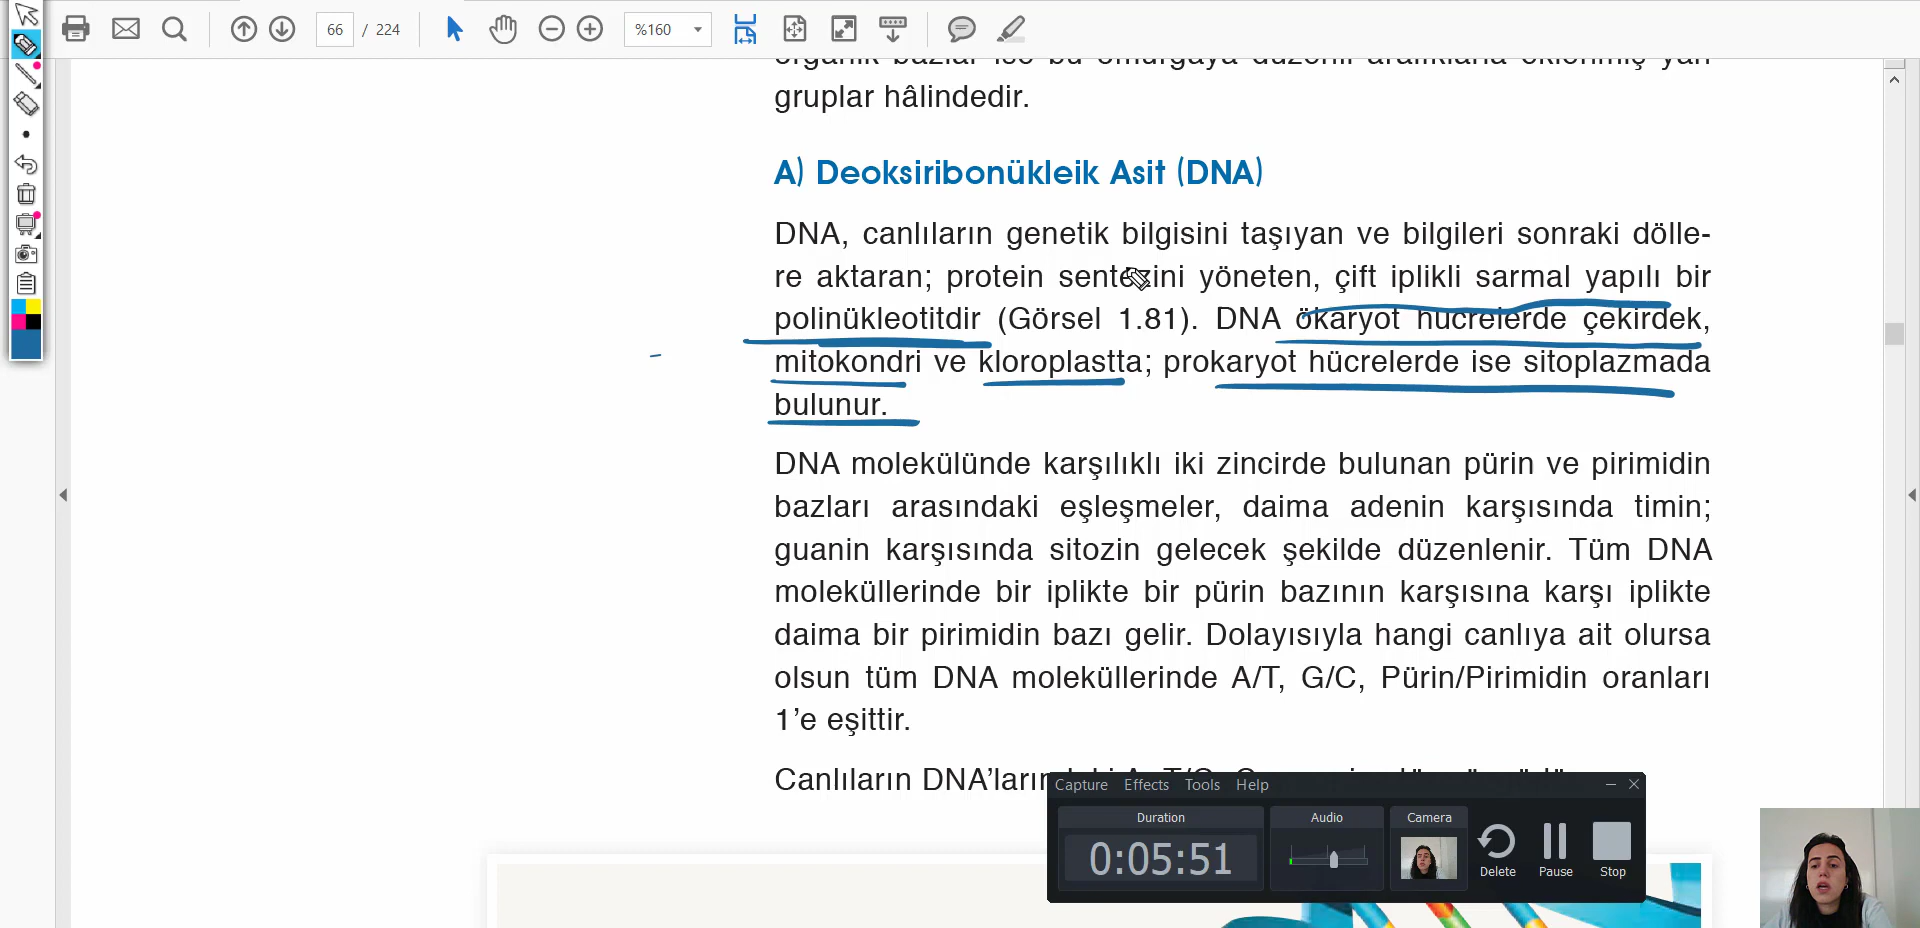 66 / 224
%160
gruplar hâlindedir.
A) Deoksiribonükleik Asit (DNA)
DNA, canlıların genetik bilgisini taşıyan ve bilgileri sonraki dölle-
re aktaran; protein sentezini yöneten, çift iplikli sarmal yapılı bir
polinükleotitdir (Görsel 1.81). DNA ökaryot hücrelerde çekirdek,
mitokondri ve kloroplastta; prokaryot hücrelerde ise sitoplazmada
bulunur.
DNA molekülünde karşılıklı iki zincirde bulunan pürin ve pirimidin
bazları arasındaki eşleşmeler, daima adenin karşısında timin;
guanin karşısında sitozin gelecek şekilde düzenlenir. Tüm DNA
moleküllerinde bir iplikte bir pürin bazının karşısına karşı iplikte
daima bir pirimidin bazı gelir. Dolayısıyla hangi canlıya ait olursa
olsun tüm DNA moleküllerinde A/T, G/C, Pürin/Pirimidin oranları
1’e eşittir.
Canlıların
Capture Effects Tools Help
Duration
Audio
Camera
0:05:51
Delete Pause Stop